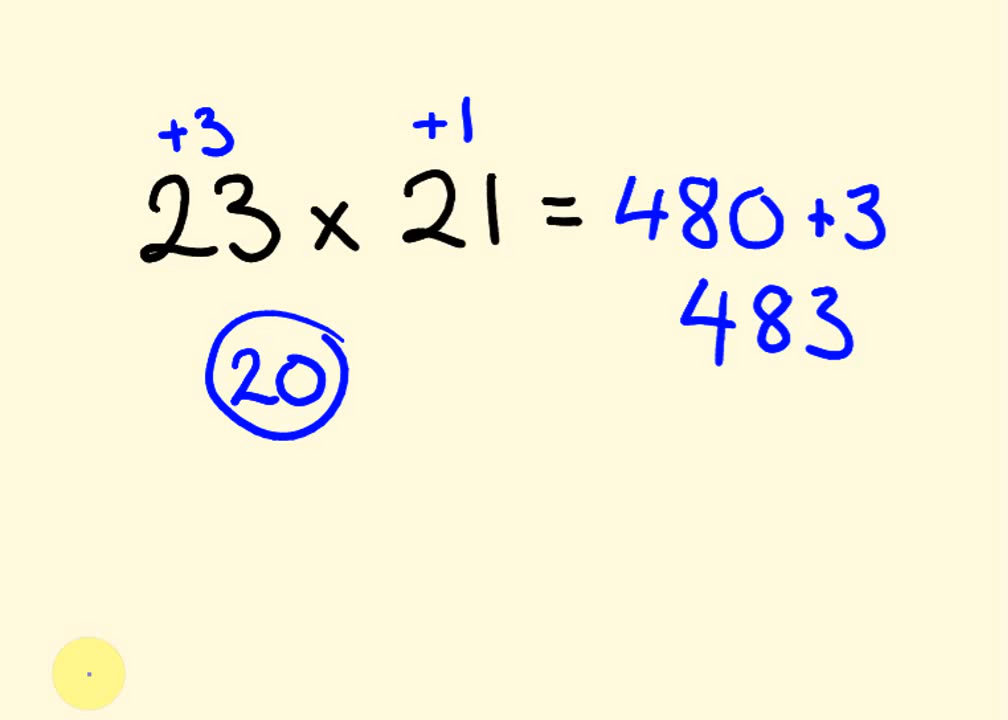 +3 +1
23 x 21 = 480 +3
483
20